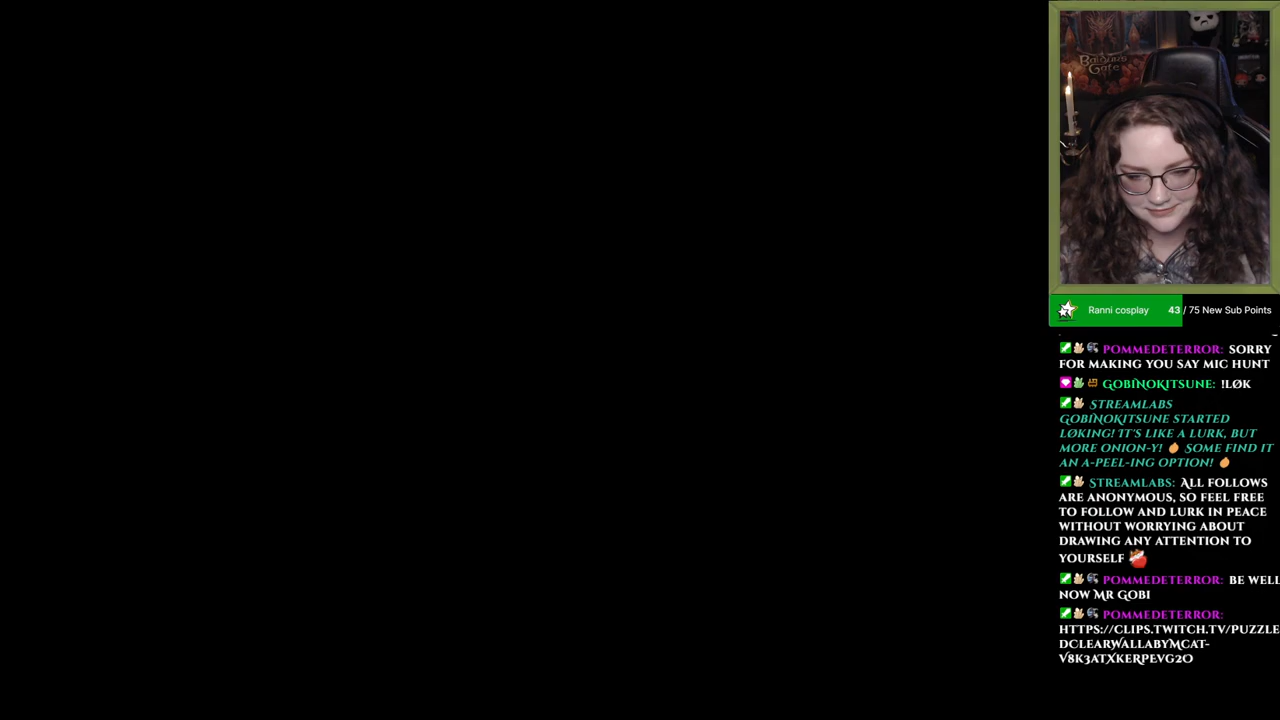 Baldur's
Gate
Ranni cosplay 43 / 75 New Sub Points
POMMEDETERROR: SORRY
FOR MAKING YOU SAY MIC HUNT
GOBINOKITSUNE: !LØK
STREAMLABS
GOBINOKITSUNE STARTED
LØKING! IT'S LIKE A LURK, BUT
MORE ONION-Y! SOME FIND IT
AN A-PEEL-ING OPTION!
STREAMLABS: ALL FOLLOWS
ARE ANONYMOUS, SO FEEL FREE
TO FOLLOW AND LURK IN PEACE
WITHOUT WORRYING ABOUT
DRAWING ANY ATTENTION TO
YOURSELF
POMMEDETERROR: BE WELL
NOW MR GOBI
POMMEDETERROR:
HTTPS://CLIPS.TWITCH.TV/PUZZLE
DCLEARWALLABYMCAT-
V8K3ATXKERPEVG2O